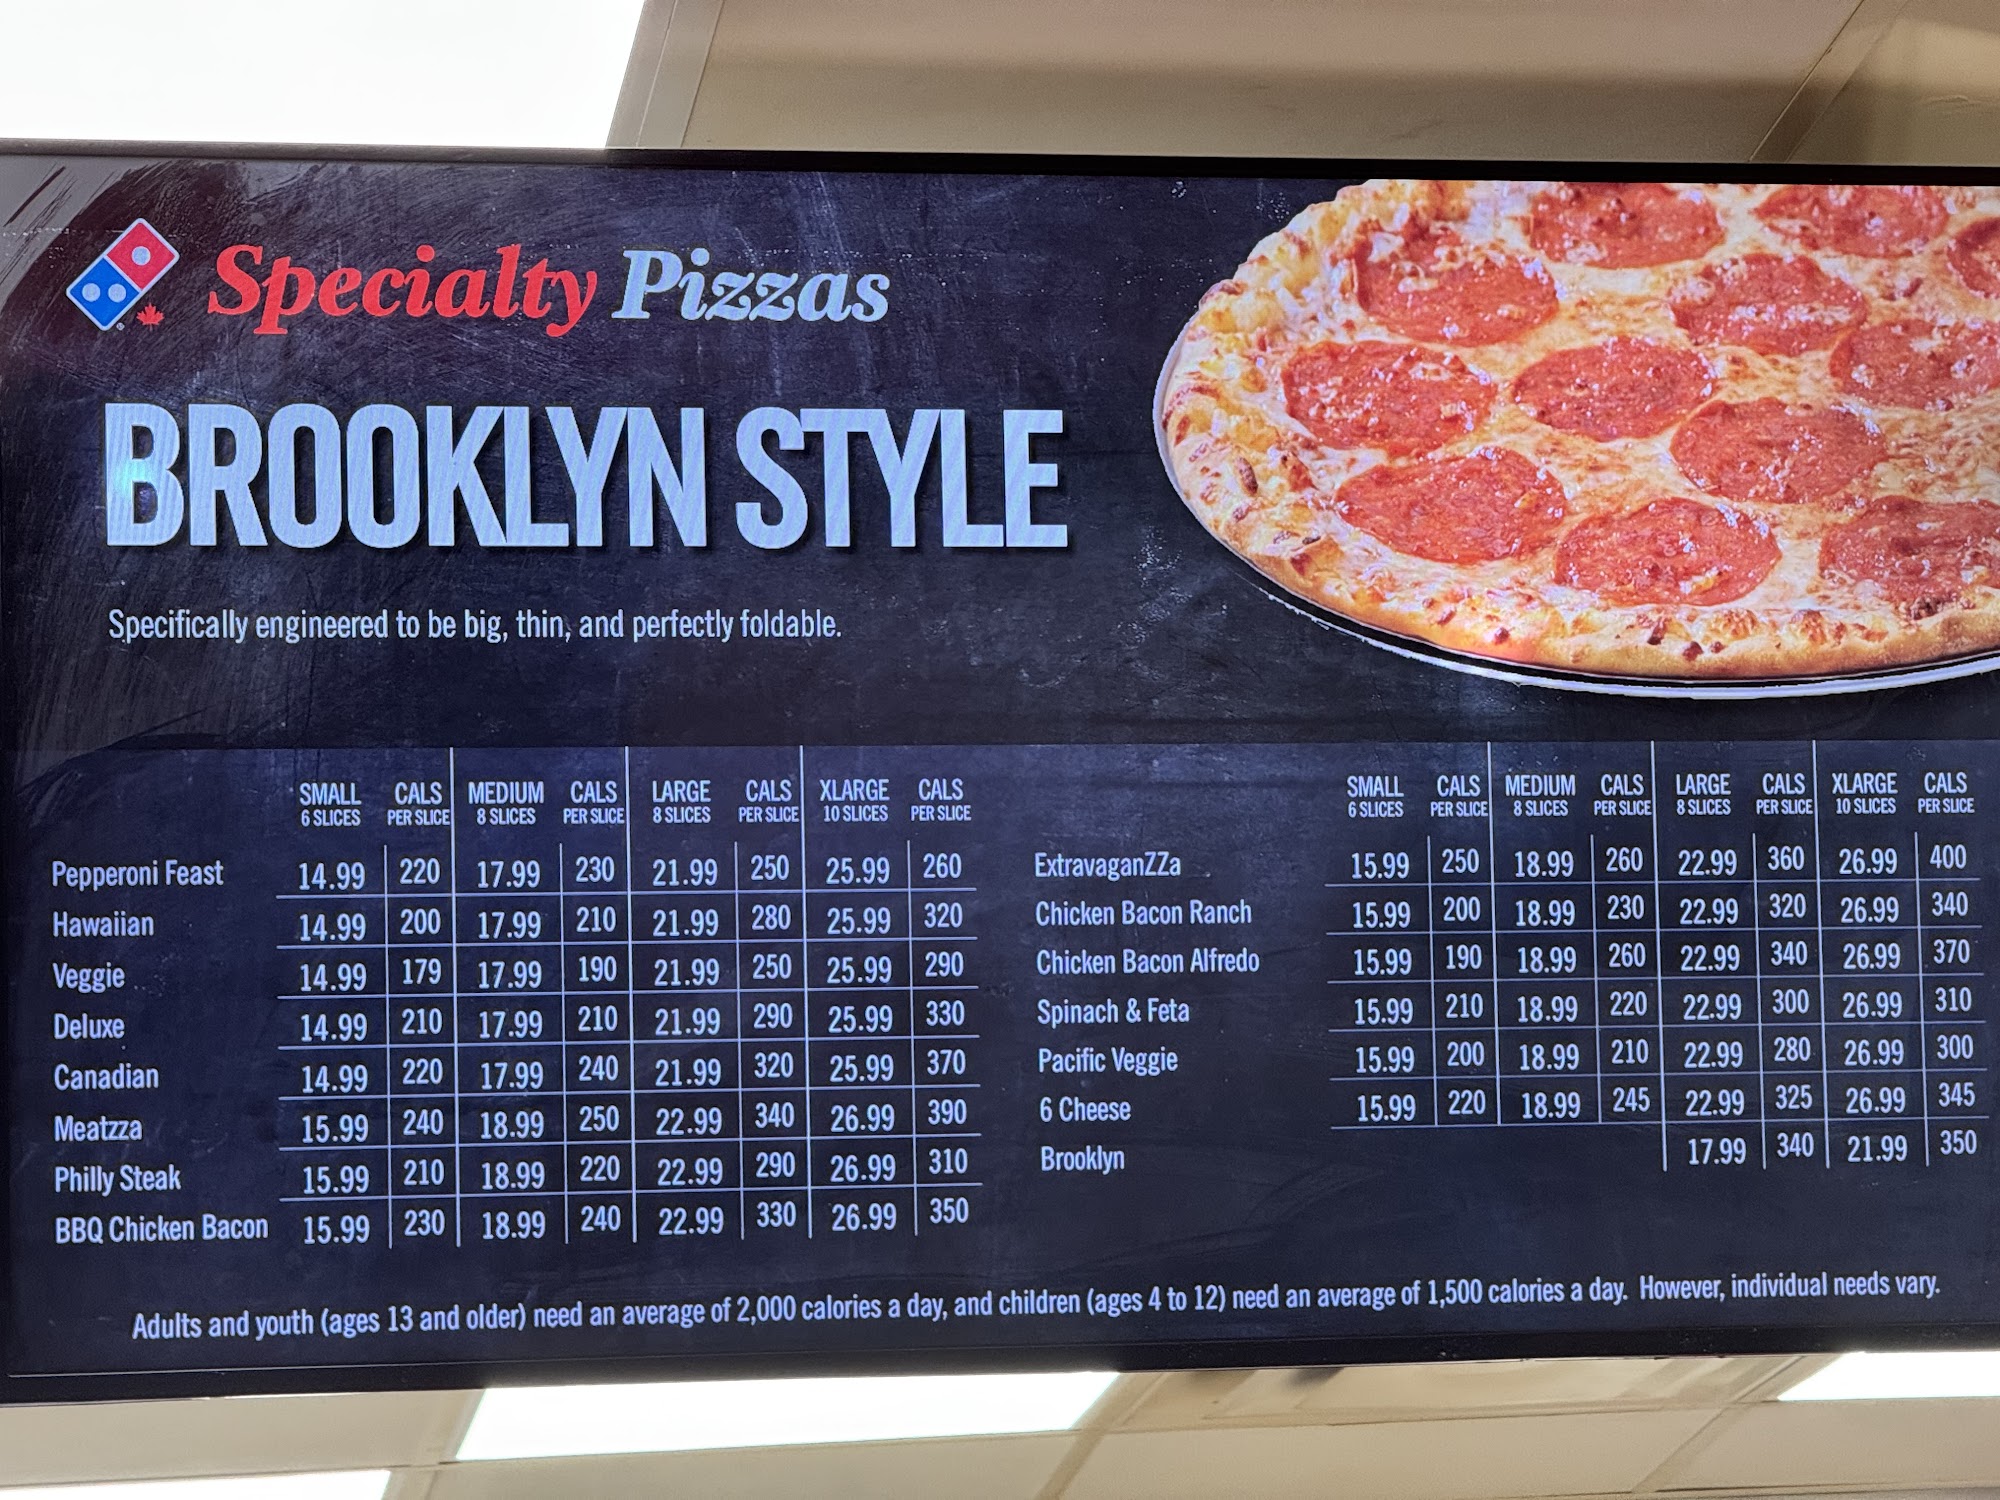 Specialty Pizzas
BROOKLYN STYLE
Specifically engineered to be big, thin, and perfectly foldable.
SMALL CALS MEDIUM CALS LARGE CALS XLARGE CALS
6 SLICES PER SLICE 8 SLICES PER SLICE 8 SLICES PER SLICE 10 SLICES PER SLICE
Pepperoni Feast 14.99 220 17.99 230 21.99 250 25.99 260
Hawaiian 14.99 200 17.99 210 21.99 280 25.99 320
Veggie 14.99 179 17.99 190 21.99 250 25.99 290
Deluxe 14.99 210 17.99 210 21.99 290 25.99 330
Canadian 14.99 220 17.99 240 21.99 320 25.99 370
Meatzza 15.99 240 18.99 250 22.99 340 26.99 390
Philly Steak 15.99 210 18.99 220 22.99 290 26.99 310
BBQ Chicken Bacon 15.99 230 18.99 240 22.99 330 26.99 350
SMALL CALS MEDIUM CALS LARGE CALS XLARGE CALS
6 SLICES PER SLICE 8 SLICES PER SLICE 8 SLICES PER SLICE 10 SLICES PER SLICE
ExtravaganZZa 15.99 250 18.99 260 22.99 360 26.99 400
Chicken Bacon Ranch 15.99 200 18.99 230 22.99 320 26.99 340
Chicken Bacon Alfredo 15.99 190 18.99 260 22.99 340 26.99 370
Spinach & Feta 15.99 210 18.99 220 22.99 300 26.99 310
Pacific Veggie 15.99 200 18.99 210 22.99 280 26.99 300
6 Cheese 15.99 220 18.99 245 22.99 325 26.99 345
Brooklyn 17.99 340 21.99 350
Adults and youth (ages 13 and older) need an average of 2,000 calories a day, and children (ages 4 to 12) need an average of 1,500 calories a day. However, individual needs vary.